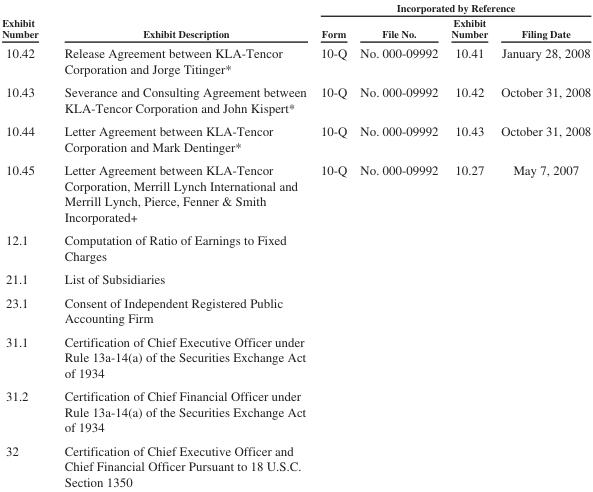 Incorporated by Reference
Exhibit Number Exhibit Description Form File No. Exhibit Number Filing Date
10.42 Release Agreement between KLA-Tencor 10-Q No. 000-09992 10.41 January 28, 2008
Corporation and Jorge Titinger*
10.43 Severance and Consulting Agreement between 10-Q No. 000-09992 10.42 October 31, 2008
KLA-Tencor Corporation and John Kispert*
10.44 Letter Agreement between KLA-Tencor 10-Q No. 000-09992 10.43 October 31, 2008
Corporation and Mark Dentinger*
10.45 Letter Agreement between KLA-Tencor 10-Q No. 000-09992 10.27 May 7, 2007
Corporation, Merrill Lynch International and
Merrill Lynch, Pierce, Fenner & Smith
Incorporated+
12.1 Computation of Ratio of Earnings to Fixed
Charges
21.1 List of Subsidiaries
23.1 Consent of Independent Registered Public
Accounting Firm
31.1 Certification of Chief Executive Officer under
Rule 13a-14(a) of the Securities Exchange Act
of 1934
31.2 Certification of Chief Financial Officer under
Rule 13a-14(a) of the Securities Exchange Act
of 1934
32 Certification of Chief Executive Officer and
Chief Financial Officer Pursuant to 18 U.S.C.
Section 1350